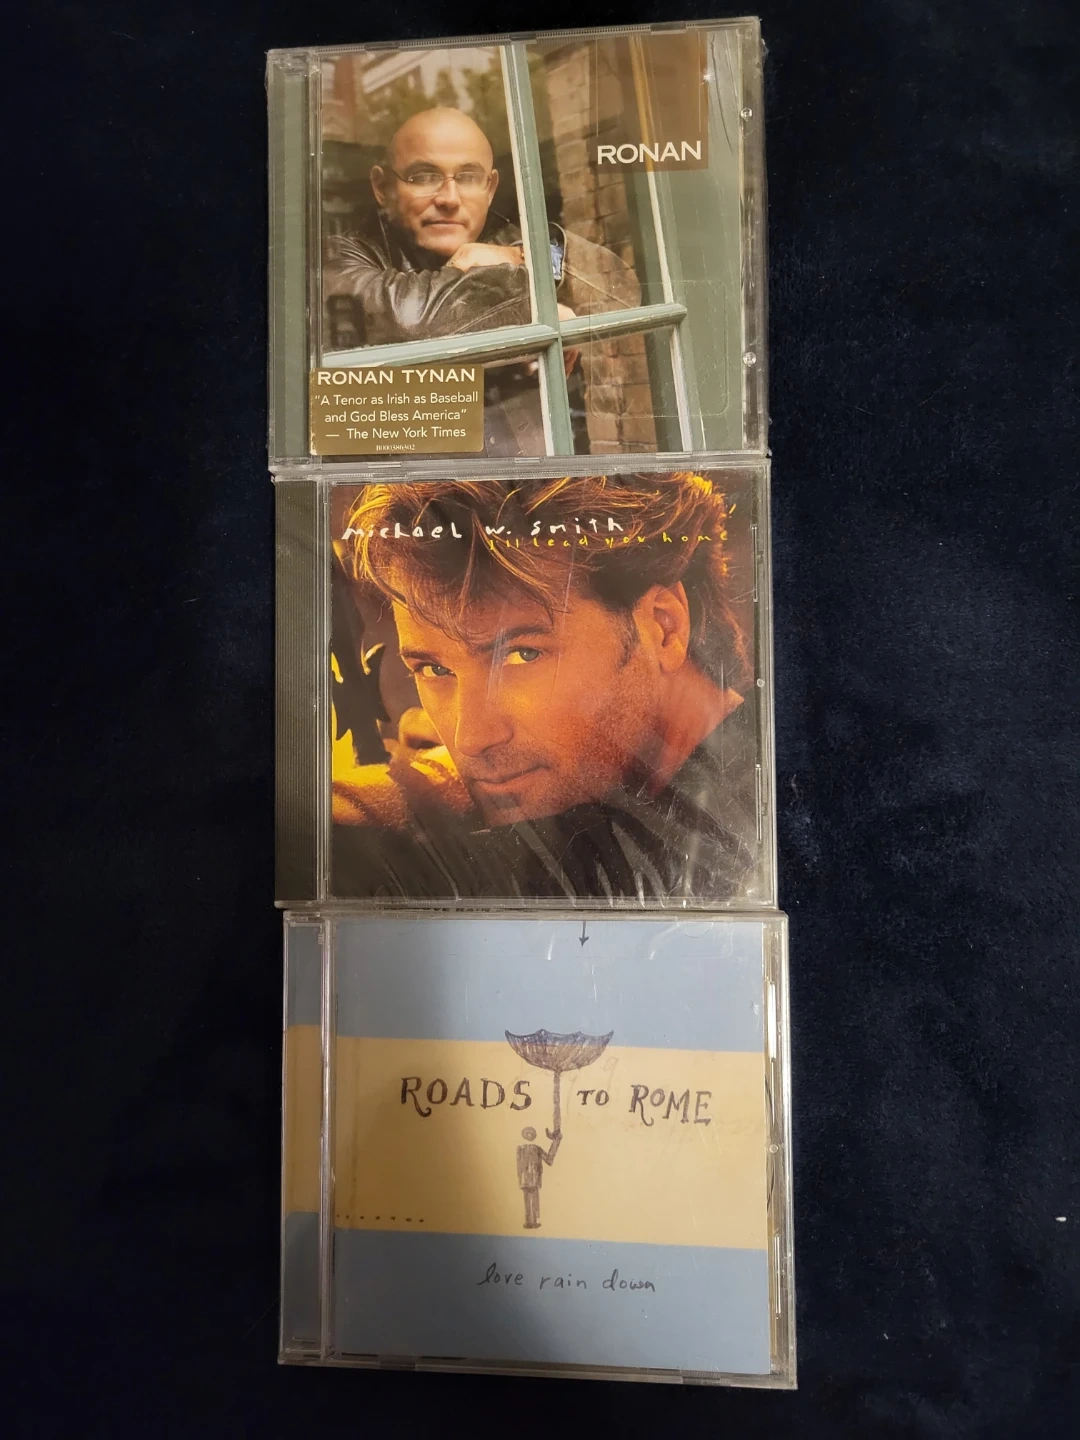 RONAN
RONAN TYNAN
"A Tenor as Irish as Baseball
and God Bless America"
— The New York Times
B000386302
michael w. smith
i'll lead you home
ROADS TO ROME
love rain down